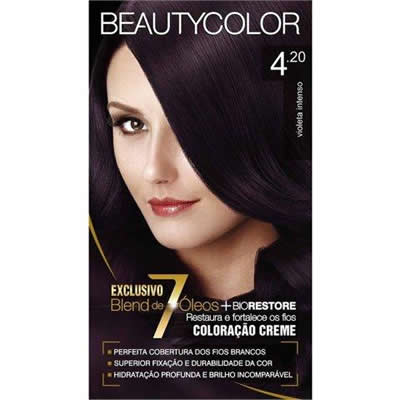 BEAUTYCOLOR
4.20
violeta intenso
EXCLUSIVO
Blend de 7 Óleos + BIORESTORE
Restaura e fortalece os fios
COLORAÇÃO CREME
PERFEITA COBERTURA DOS FIOS BRANCOS
SUPERIOR FIXAÇÃO E DURABILIDADE DA COR
HIDRATAÇÃO PROFUNDA E BRILHO INCOMPARÁVEL